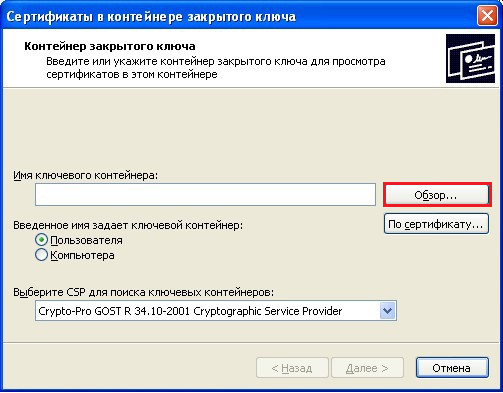 Сертификаты в контейнере закрытого ключа
Контейнер закрытого ключа
Введите или укажите контейнер закрытого ключа для просмотра
сертификатов в этом контейнере
Имя ключевого контейнера:
Обзор...
Введенное имя задает ключевой контейнер:
По сертификату...
Пользователя
Компьютера
Выберите CSP для поиска ключевых контейнеров:
Crypto-Pro GOST R 34.10-2001 Cryptographic Service Provider
< Назад
Далее >
Отмена